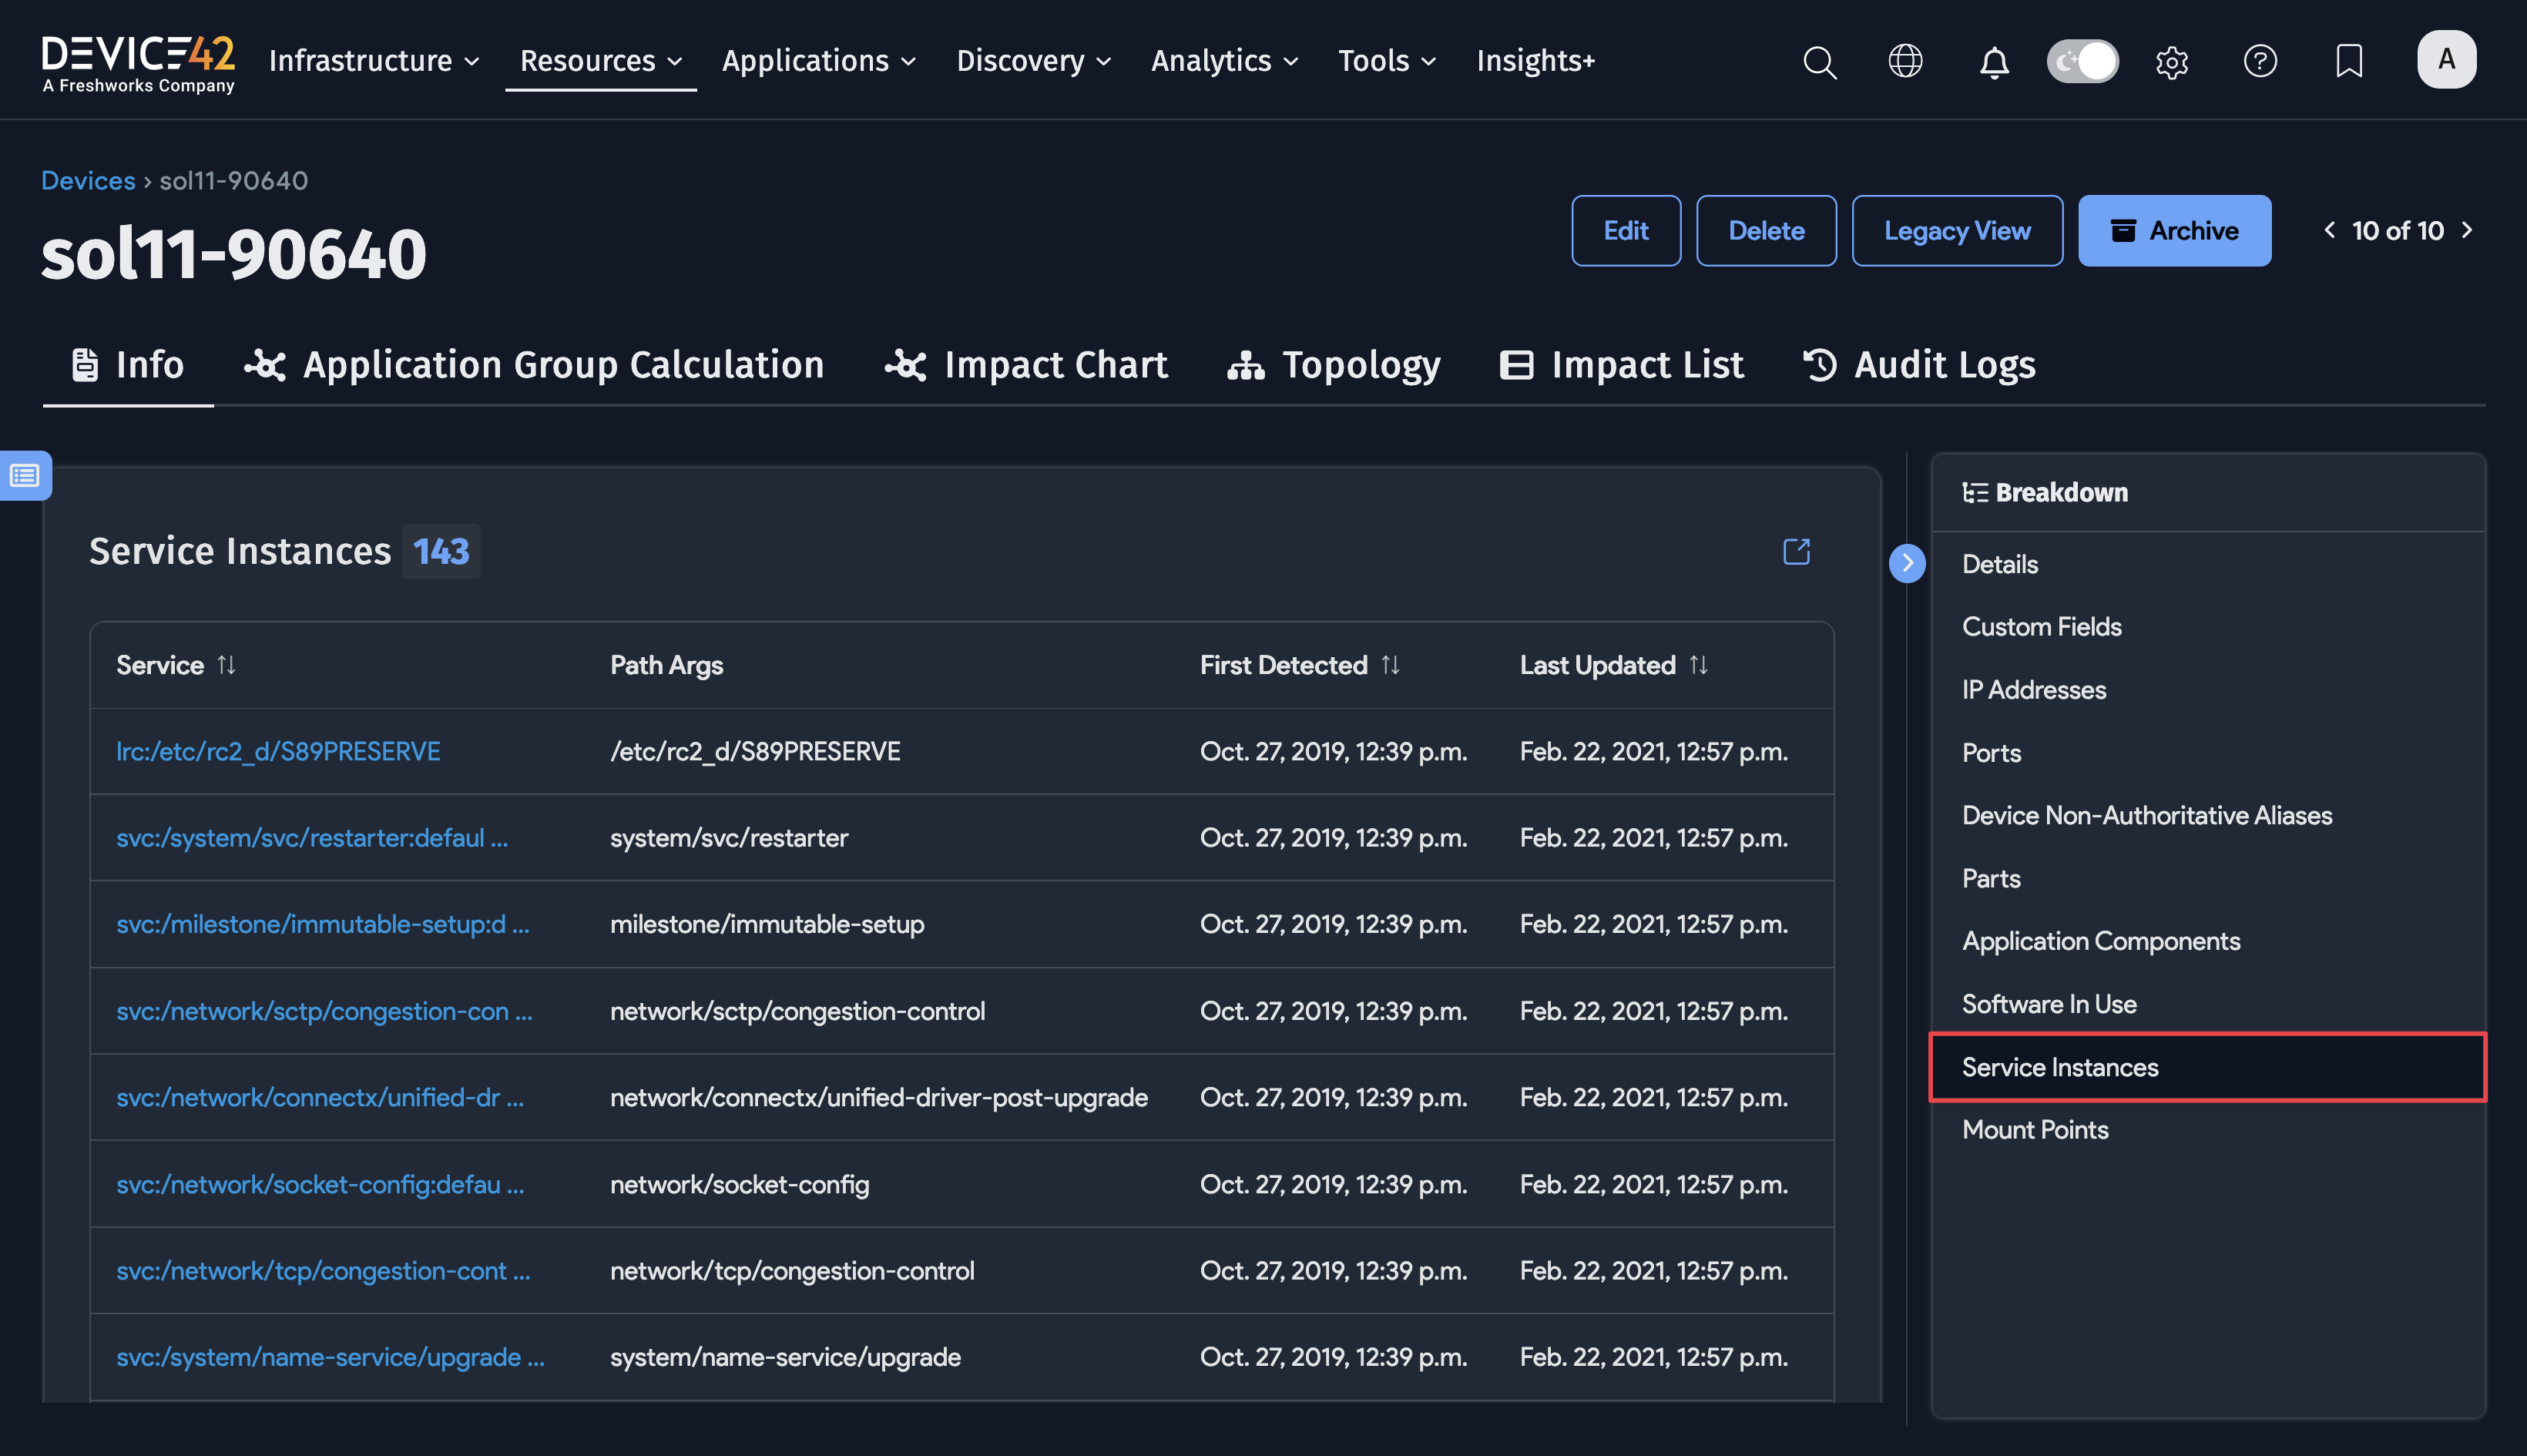 DEVICE42
A Freshworks Company
Infrastructure Resources Applications Discovery Analytics Tools Insights+
A
Devices › sol11-90640
sol11-90640
Edit Delete Legacy View Archive 10 of 10
Info Application Group Calculation Impact Chart Topology Impact List Audit Logs
Service Instances 143
Service Path Args First Detected Last Updated
lrc:/etc/rc2_d/S89PRESERVE /etc/rc2_d/S89PRESERVE Oct. 27, 2019, 12:39 p.m. Feb. 22, 2021, 12:57 p.m.
svc:/system/svc/restarter:defaul ... system/svc/restarter Oct. 27, 2019, 12:39 p.m. Feb. 22, 2021, 12:57 p.m.
svc:/milestone/immutable-setup:d ... milestone/immutable-setup Oct. 27, 2019, 12:39 p.m. Feb. 22, 2021, 12:57 p.m.
svc:/network/sctp/congestion-con ... network/sctp/congestion-control Oct. 27, 2019, 12:39 p.m. Feb. 22, 2021, 12:57 p.m.
svc:/network/connectx/unified-dr ... network/connectx/unified-driver-post-upgrade Oct. 27, 2019, 12:39 p.m. Feb. 22, 2021, 12:57 p.m.
svc:/network/socket-config:defau ... network/socket-config Oct. 27, 2019, 12:39 p.m. Feb. 22, 2021, 12:57 p.m.
svc:/network/tcp/congestion-cont ... network/tcp/congestion-control Oct. 27, 2019, 12:39 p.m. Feb. 22, 2021, 12:57 p.m.
svc:/system/name-service/upgrade ... system/name-service/upgrade Oct. 27, 2019, 12:39 p.m. Feb. 22, 2021, 12:57 p.m.
Breakdown
Details
Custom Fields
IP Addresses
Ports
Device Non-Authoritative Aliases
Parts
Application Components
Software In Use
Service Instances
Mount Points